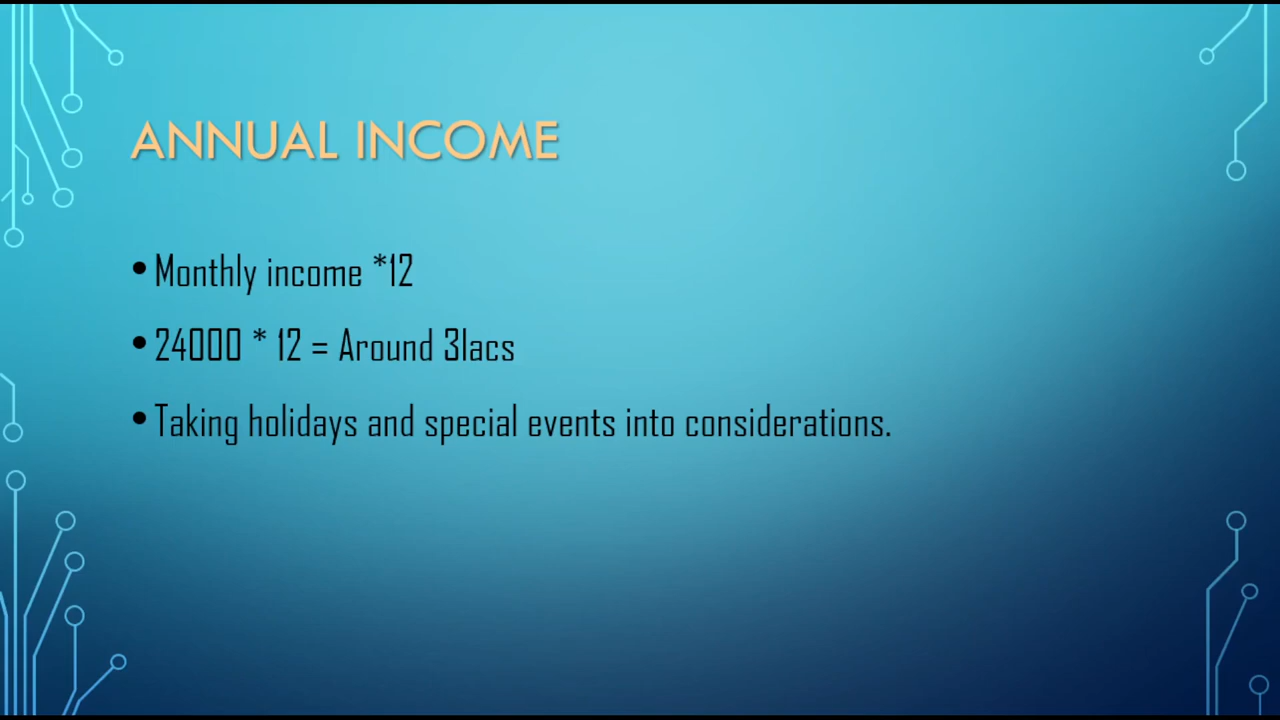 ANNUAL INCOME
• Monthly income *12
• 24000 * 12 = Around 3lacs
• Taking holidays and special events into considerations.